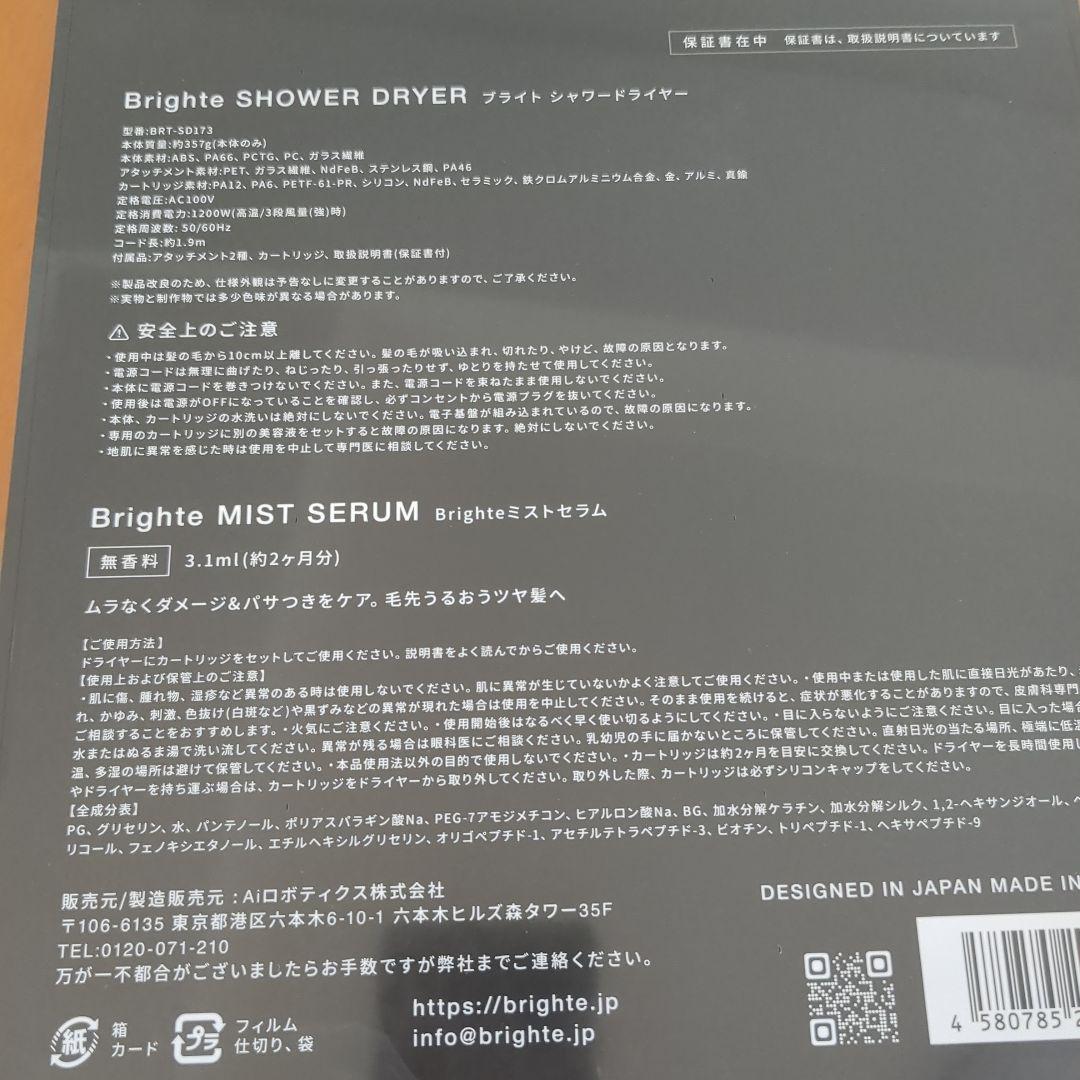 保証書在中 保証書は、取扱説明書についています
Brighte SHOWER DRYER ブライト シャワードライヤー
型番:BRT-SD173
本体質量:約357g(本体のみ)
本体素材:ABS、PA66、PCTG、PC、ガラス繊維
アタッチメント素材:PET、ガラス繊維、NdFeB、ステンレス鋼、PA46
カートリッジ素材:PA12、PA6、PETF-61-PR、シリコン、NdFeB、セラミック、鉄クロムアルミニウム合金、金、アルミ、真鍮
定格電圧:AC100V
定格消費電力:1200W(高温/3段風量(強)時)
定格周波数: 50/60Hz
コード長:約1.9m
付属品:アタッチメント2種、カートリッジ、取扱説明書(保証書付)
※製品改良のため、仕様外観は予告なしに変更することがありますので、ご了承ください。
※実物と制作物では多少色味が異なる場合があります。
安全上のご注意
・使用中は髪の毛から10cm以上離してください。髪の毛が吸い込まれ、切れたり、やけど、故障の原因となります。
・電源コードは無理に曲げたり、ねじったり、引っ張ったりせず、ゆとりを持たせて使用してください。
・本体に電源コードを巻きつけないでください。また、電源コードを束ねたまま使用しないでください。
・使用後は電源がOFFになっていることを確認し、必ずコンセントから電源プラグを抜いてください。
・本体、カートリッジの水洗いは絶対にしないでください。電子基盤が組み込まれているので、故障の原因になります。
・専用のカートリッジに別の美容液をセットすると故障の原因になります。絶対にしないでください。
・地肌に異常を感じた時は使用を中止して専門医に相談してください。
Brighte MIST SERUM Brighteミストセラム
無香料 3.1ml(約2ヶ月分)
ムラなくダメージ&パサつきをケア。毛先うるおうツヤ髪へ
【ご使用方法】
ドライヤーにカートリッジをセットしてご使用ください。説明書をよく読んでからご使用ください。
【使用上および保管上のご注意】
・肌に傷、腫れ物、湿疹など異常のある時は使用しないでください。肌に異常が生じていないかよく注意してご使用ください。・使用中または使用した肌に直接日光があたり、
れ、かゆみ、刺激、色抜け(白斑など)や黒ずみなどの異常が現れた場合は使用を中止してください。そのまま使用を続けると、症状が悪化することがありますので、皮膚科専門
ご相談することをおすすめします。・火気にご注意ください。・使用開始後はなるべく早く使い切るようにしてください。・目に入らないようにご注意ください。目に入った場合
水またはぬるま湯で洗い流してください。異常が残る場合は眼科医にご相談ください。乳幼児の手に届かないところに保管してください。直射日光の当たる場所、極端に低温
温、多湿の場所は避けて保管してください。・本品使用法以外の目的で使用しないでください。・カートリッジは約2ヶ月を目安に交換してください。ドライヤーを長時間使用し
やドライヤーを持ち運ぶ場合は、カートリッジをドライヤーから取り外してください。取り外した際、カートリッジは必ずシリコンキャップをしてください。
【全成分表】
PG、グリセリン、水、パンテノール、ポリアスパラギン酸Na、PEG-7アモジメチコン、ヒアルロン酸Na、BG、加水分解ケラチン、加水分解シルク、1,2-ヘキサンジオール、
リコール、フェノキシエタノール、エチルヘキシルグリセリン、オリゴペプチド-1、アセチルテトラペプチド-3、ビオチン、トリペプチド-1、ヘキサペプチド-9
販売元/製造販売元 : Aiロボティクス株式会社
〒106-6135 東京都港区六本木6-10-1 六本木ヒルズ森タワー35F
TEL:0120-071-210
万が一不都合がございましたらお手数ですが弊社までご連絡ください。
DESIGNED IN JAPAN MADE IN
https://brighte.jp
info@brighte.jp
紙 箱
カード
プラ フィルム
仕切り、袋
4 580785